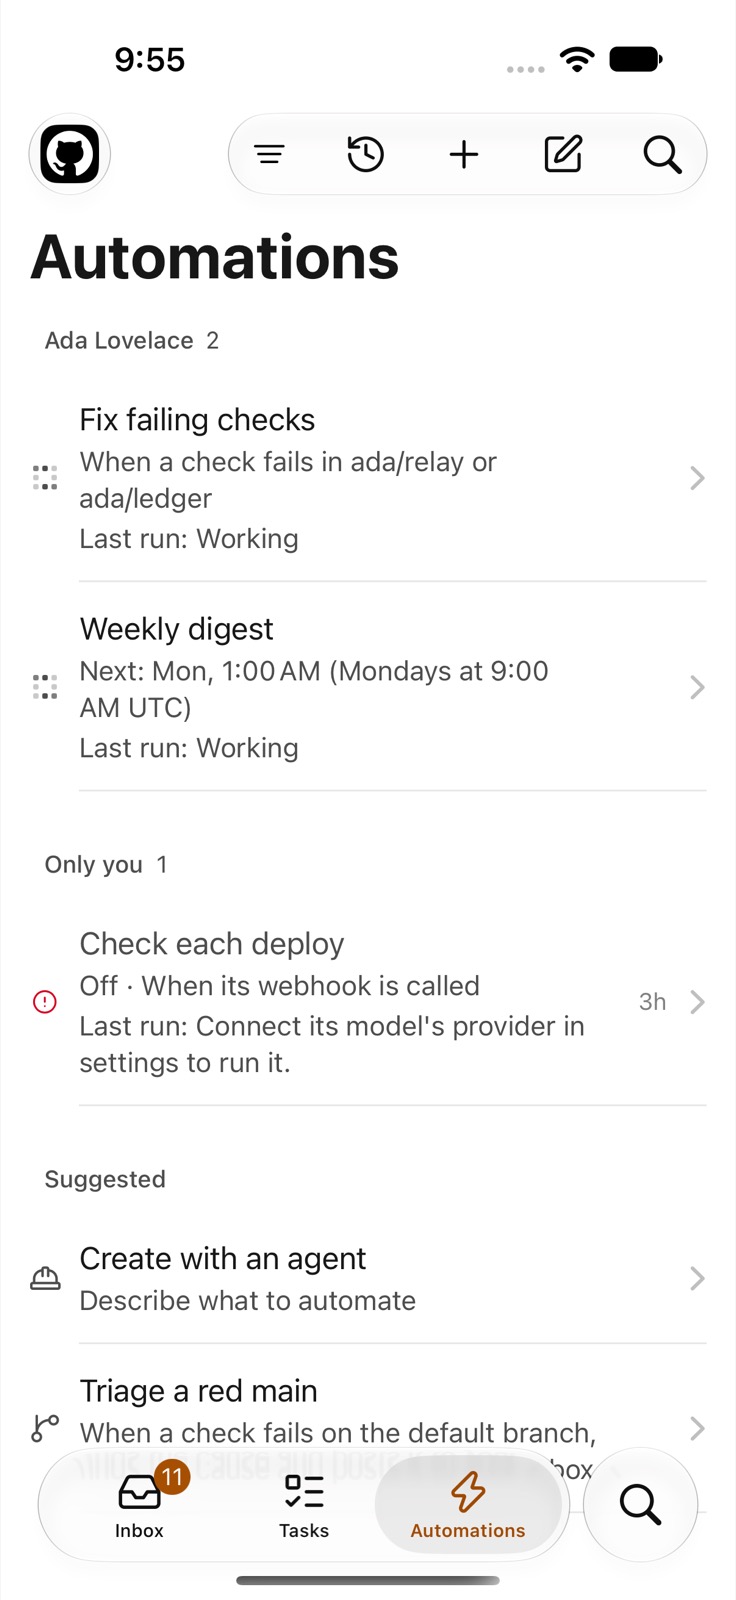 9:55
Automations
Ada Lovelace 2
Fix failing checks
When a check fails in ada/relay or
ada/ledger
Last run: Working
Weekly digest
Next: Mon, 1:00 AM (Mondays at 9:00
AM UTC)
Last run: Working
Only you 1
Check each deploy
Off · When its webhook is called
3h
Last run: Connect its model's provider in
settings to run it.
Suggested
Create with an agent
Describe what to automate
Triage a red main
When a check fails on the default branch,
box
11
Inbox
Tasks
Automations